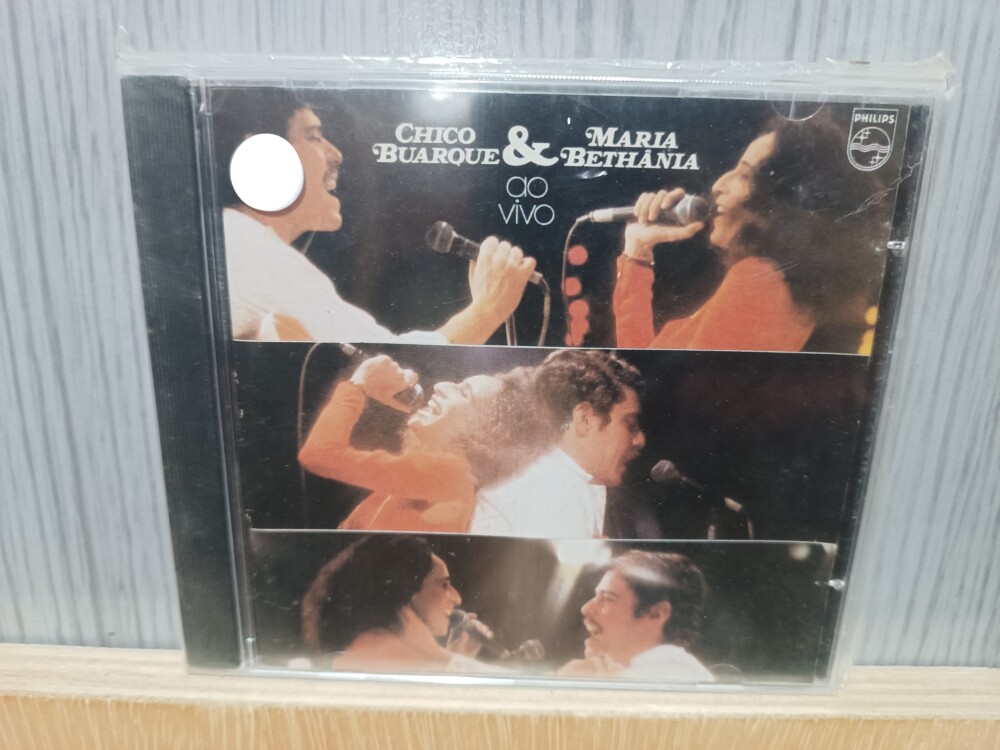 CHICO
BUARQUE
&
MARIA
BETHÂNIA
ao
vivo
PHILIPS